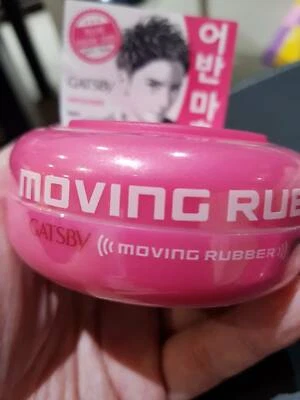 어반마
GATSBY
MOVING RUB
GATSBY
(((MOVING RUBBER)))